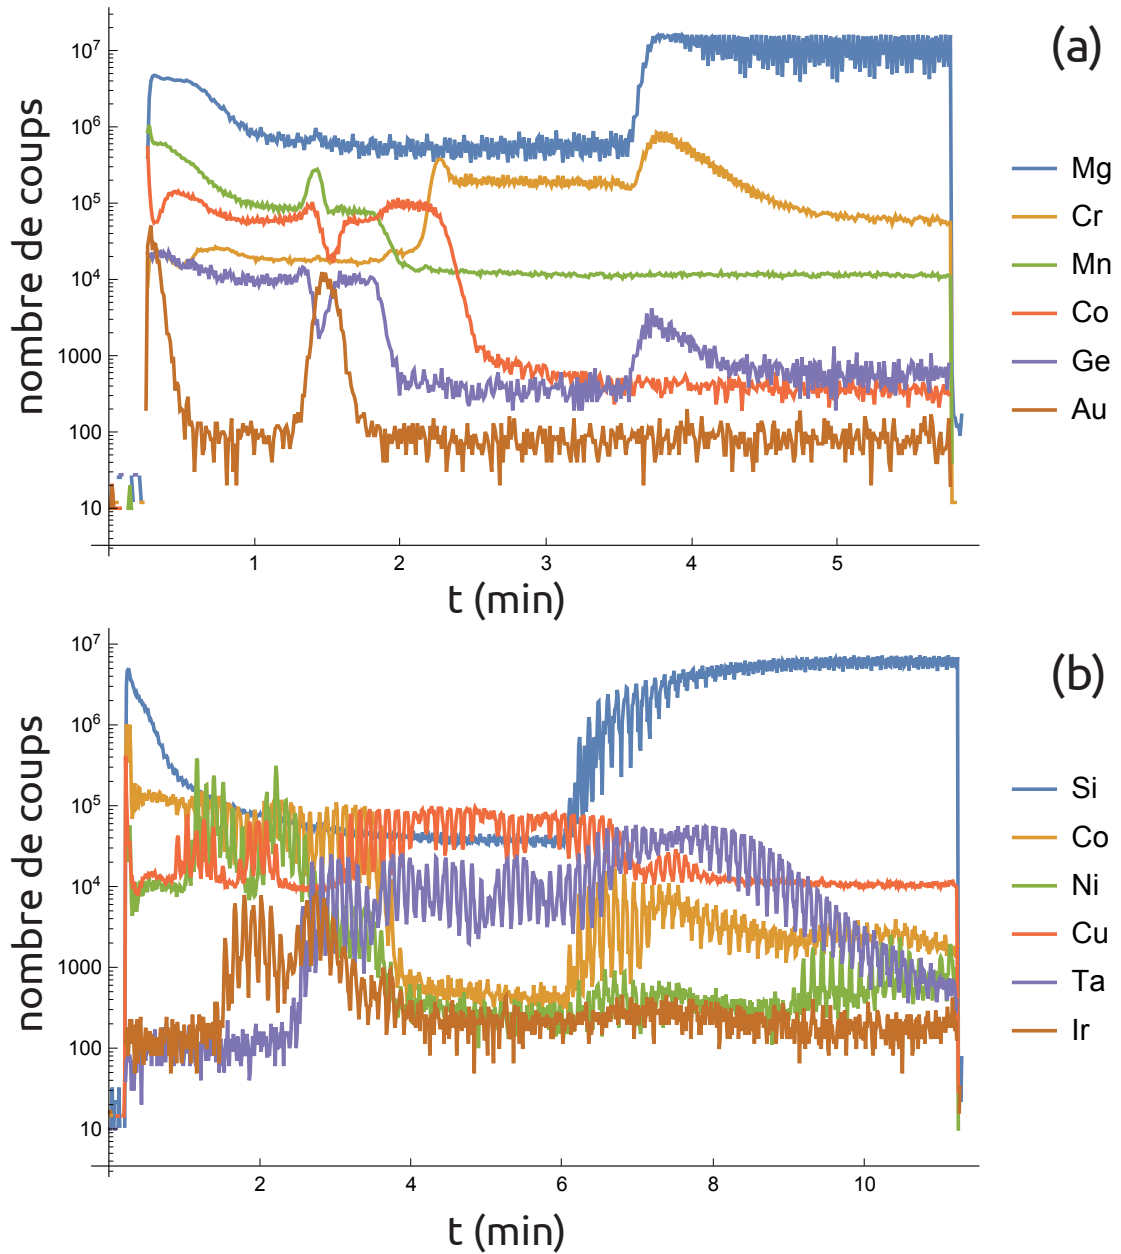 (a)
nombre de coups
10⁷
10⁶
10⁵
10⁴
1000
100
10
1 2 3 4 5
t (min)
Mg
Cr
Mn
Co
Ge
Au
(b)
nombre de coups
10⁷
10⁶
10⁵
10⁴
1000
100
10
2 4 6 8 10
t (min)
Si
Co
Ni
Cu
Ta
Ir